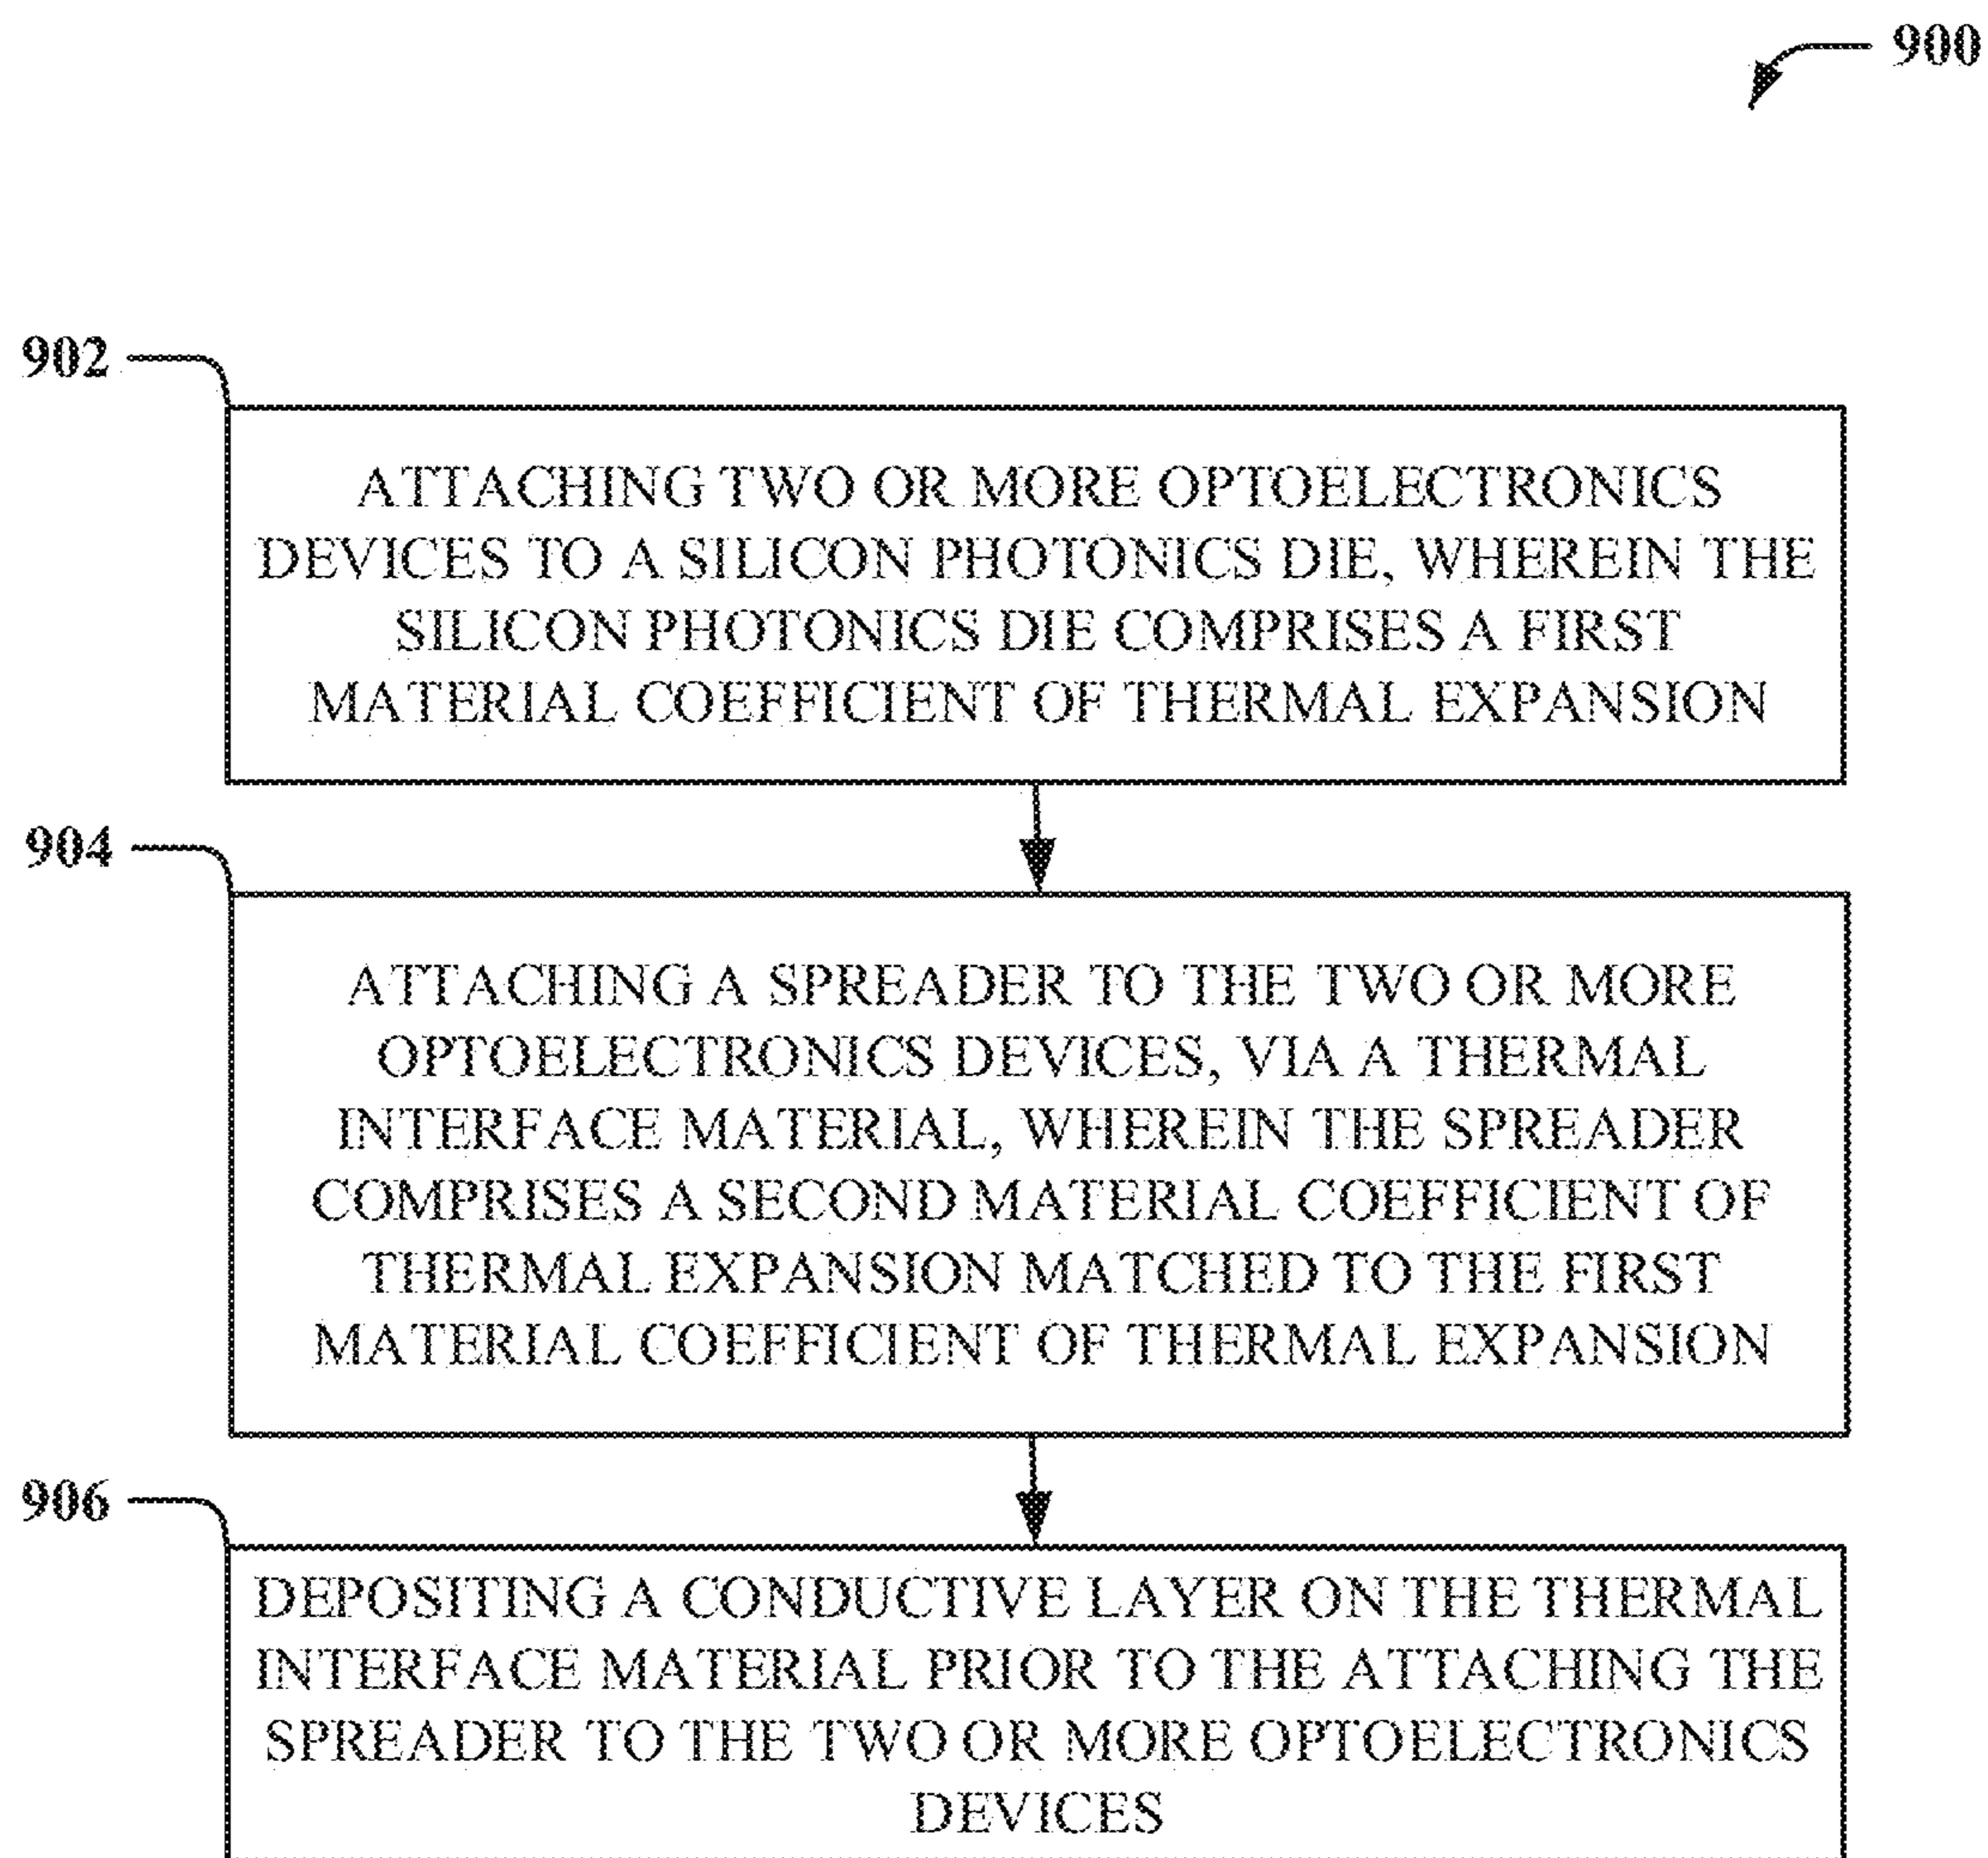 900
902
ATTACHING TWO OR MORE OPTOELECTRONICS
DEVICES TO A SILICON PHOTONICS DIE, WHEREIN THE
SILICON PHOTONICS DIE COMPRISES A FIRST
MATERIAL COEFFICIENT OF THERMAL EXPANSION
904
ATTACHING A SPREADER TO THE TWO OR MORE
OPTOELECTRONICS DEVICES, VIA A THERMAL
INTERFACE MATERIAL, WHEREIN THE SPREADER
COMPRISES A SECOND MATERIAL COEFFICIENT OF
THERMAL EXPANSION MATCHED TO THE FIRST
MATERIAL COEFFICIENT OF THERMAL EXPANSION
906
DEPOSITING A CONDUCTIVE LAYER ON THE THERMAL
INTERFACE MATERIAL PRIOR TO THE ATTACHING THE
SPREADER TO THE TWO OR MORE OPTOELECTRONICS
DEVICES